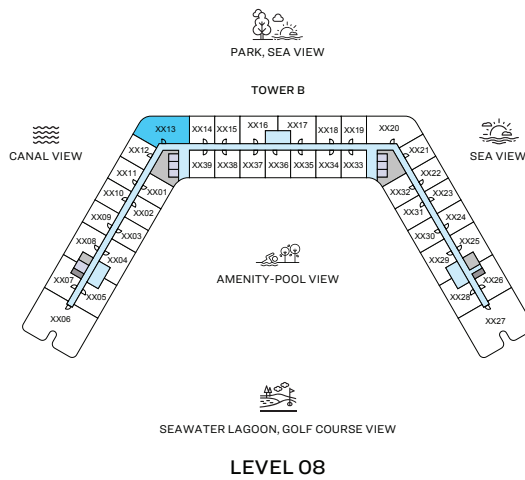 PARK, SEA VIEW
TOWER B
XX13
XX14
XX15
XX16
XX17
XX18
XX19
XX20
CANAL VIEW
SEA VIEW
XX12
XX21
XX39
XX38
XX37
XX36
XX35
XX34
XX33
XX11
XX22
XX10
XX01
XX32
XX23
XX09
XX02
XX31
XX24
XX08
XX03
XX30
XX25
XX07
XX04
XX29
XX26
XX05
XX28
XX06
XX27
AMENITY-POOL VIEW
SEAWATER LAGOON, GOLF COURSE VIEW
LEVEL 08